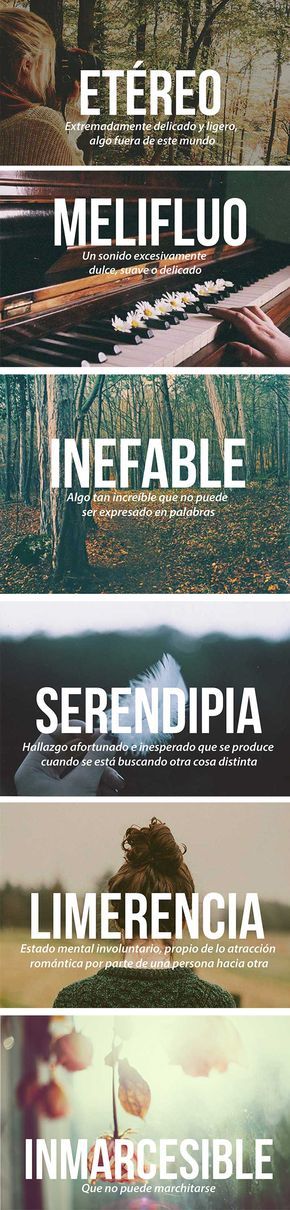 ETÉREO
Extremadamente delicado y ligero,
algo fuera de este mundo
MELIFLUO
Un sonido excesivamente
dulce, suave o delicado
INEFABLE
Algo tan increíble que no puede
ser expresado en palabras
SERENDIPIA
Hallazgo afortunado e inesperado que se produce
cuando se está buscando otra cosa distinta
LIMERENCIA
Estado mental involuntario, propio de lo atracción
romántica por parte de una persona hacia otra
INMARCESIBLE
Que no puede marchitarse